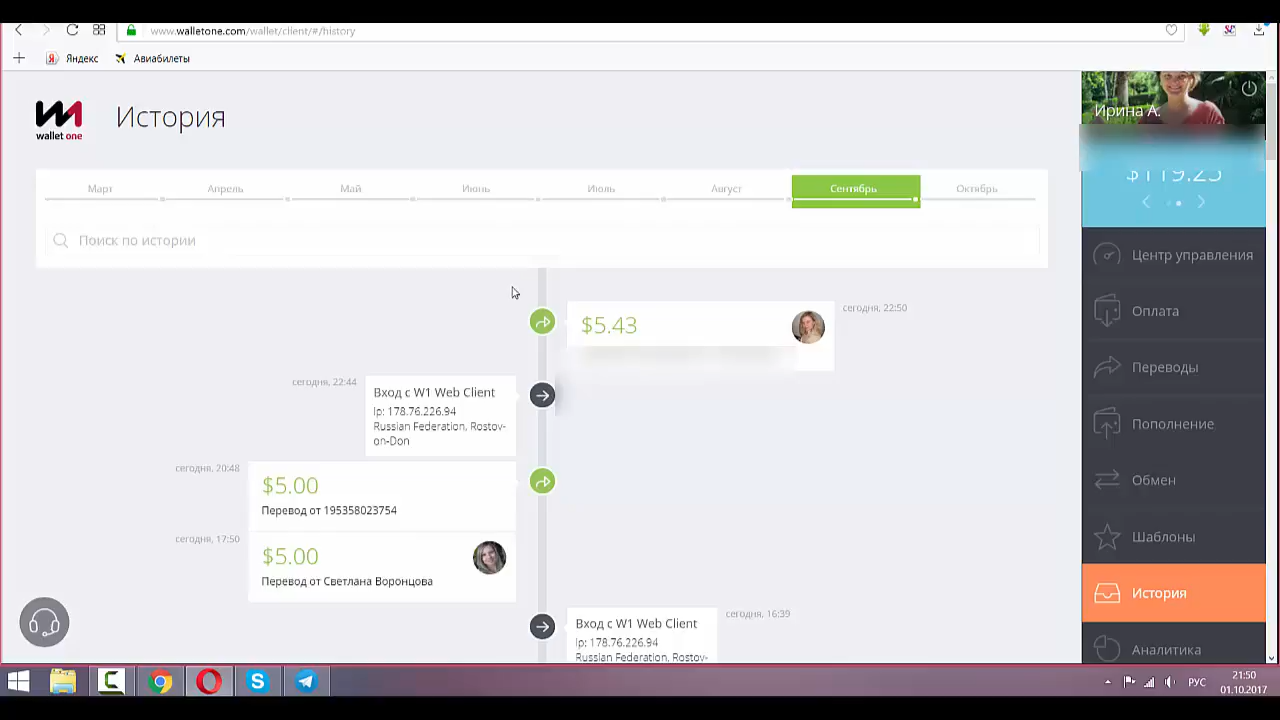 www.walletone.com/wallet/client/#/history
Яндекс
Авиабилеты
wallet one
История
Ирина А.
$119.25
Март
Апрель
Май
Июнь
Июль
Август
Сентябрь
Октябрь
Поиск по истории
$5.43
сегодня, 22:50
сегодня, 22:44
Вход с W1 Web Client
Ip: 178.76.226.94
Russian Federation, Rostov-
on-Don
сегодня, 20:48
$5.00
Перевод от 195358023754
сегодня, 17:50
$5.00
Перевод от Светлана Воронцова
сегодня, 16:39
Вход с W1 Web Client
Ip: 178.76.226.94
Russian Federation, Rostov-
Центр управления
Оплата
Переводы
Пополнение
Обмен
Шаблоны
История
Аналитика
РУС
21:50
01.10.2017